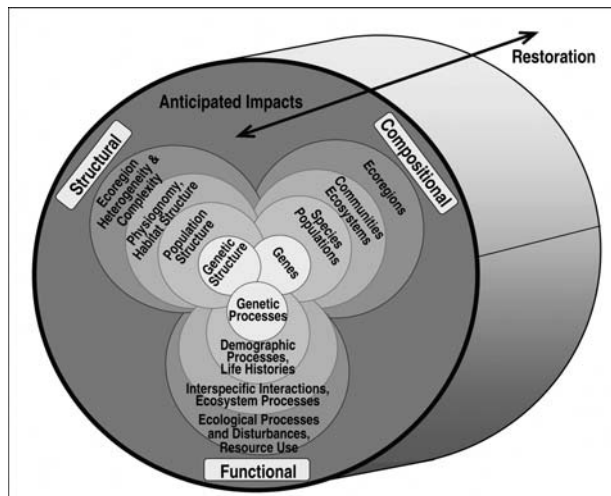 Restoration
Anticipated Impacts
Structural
Compositional
Ecoregion
Heterogeneity &
Complexity
Physiognomy,
Habitat Structure
Population
Structure
Genetic
Structure
Genes
Species
Populations
Communities
Ecosystems
Ecoregions
Genetic
Processes
Demographic
Processes,
Life Histories
Interspecific Interactions,
Ecosystem Processes
Ecological Processes
and Disturbances,
Resource Use
Functional